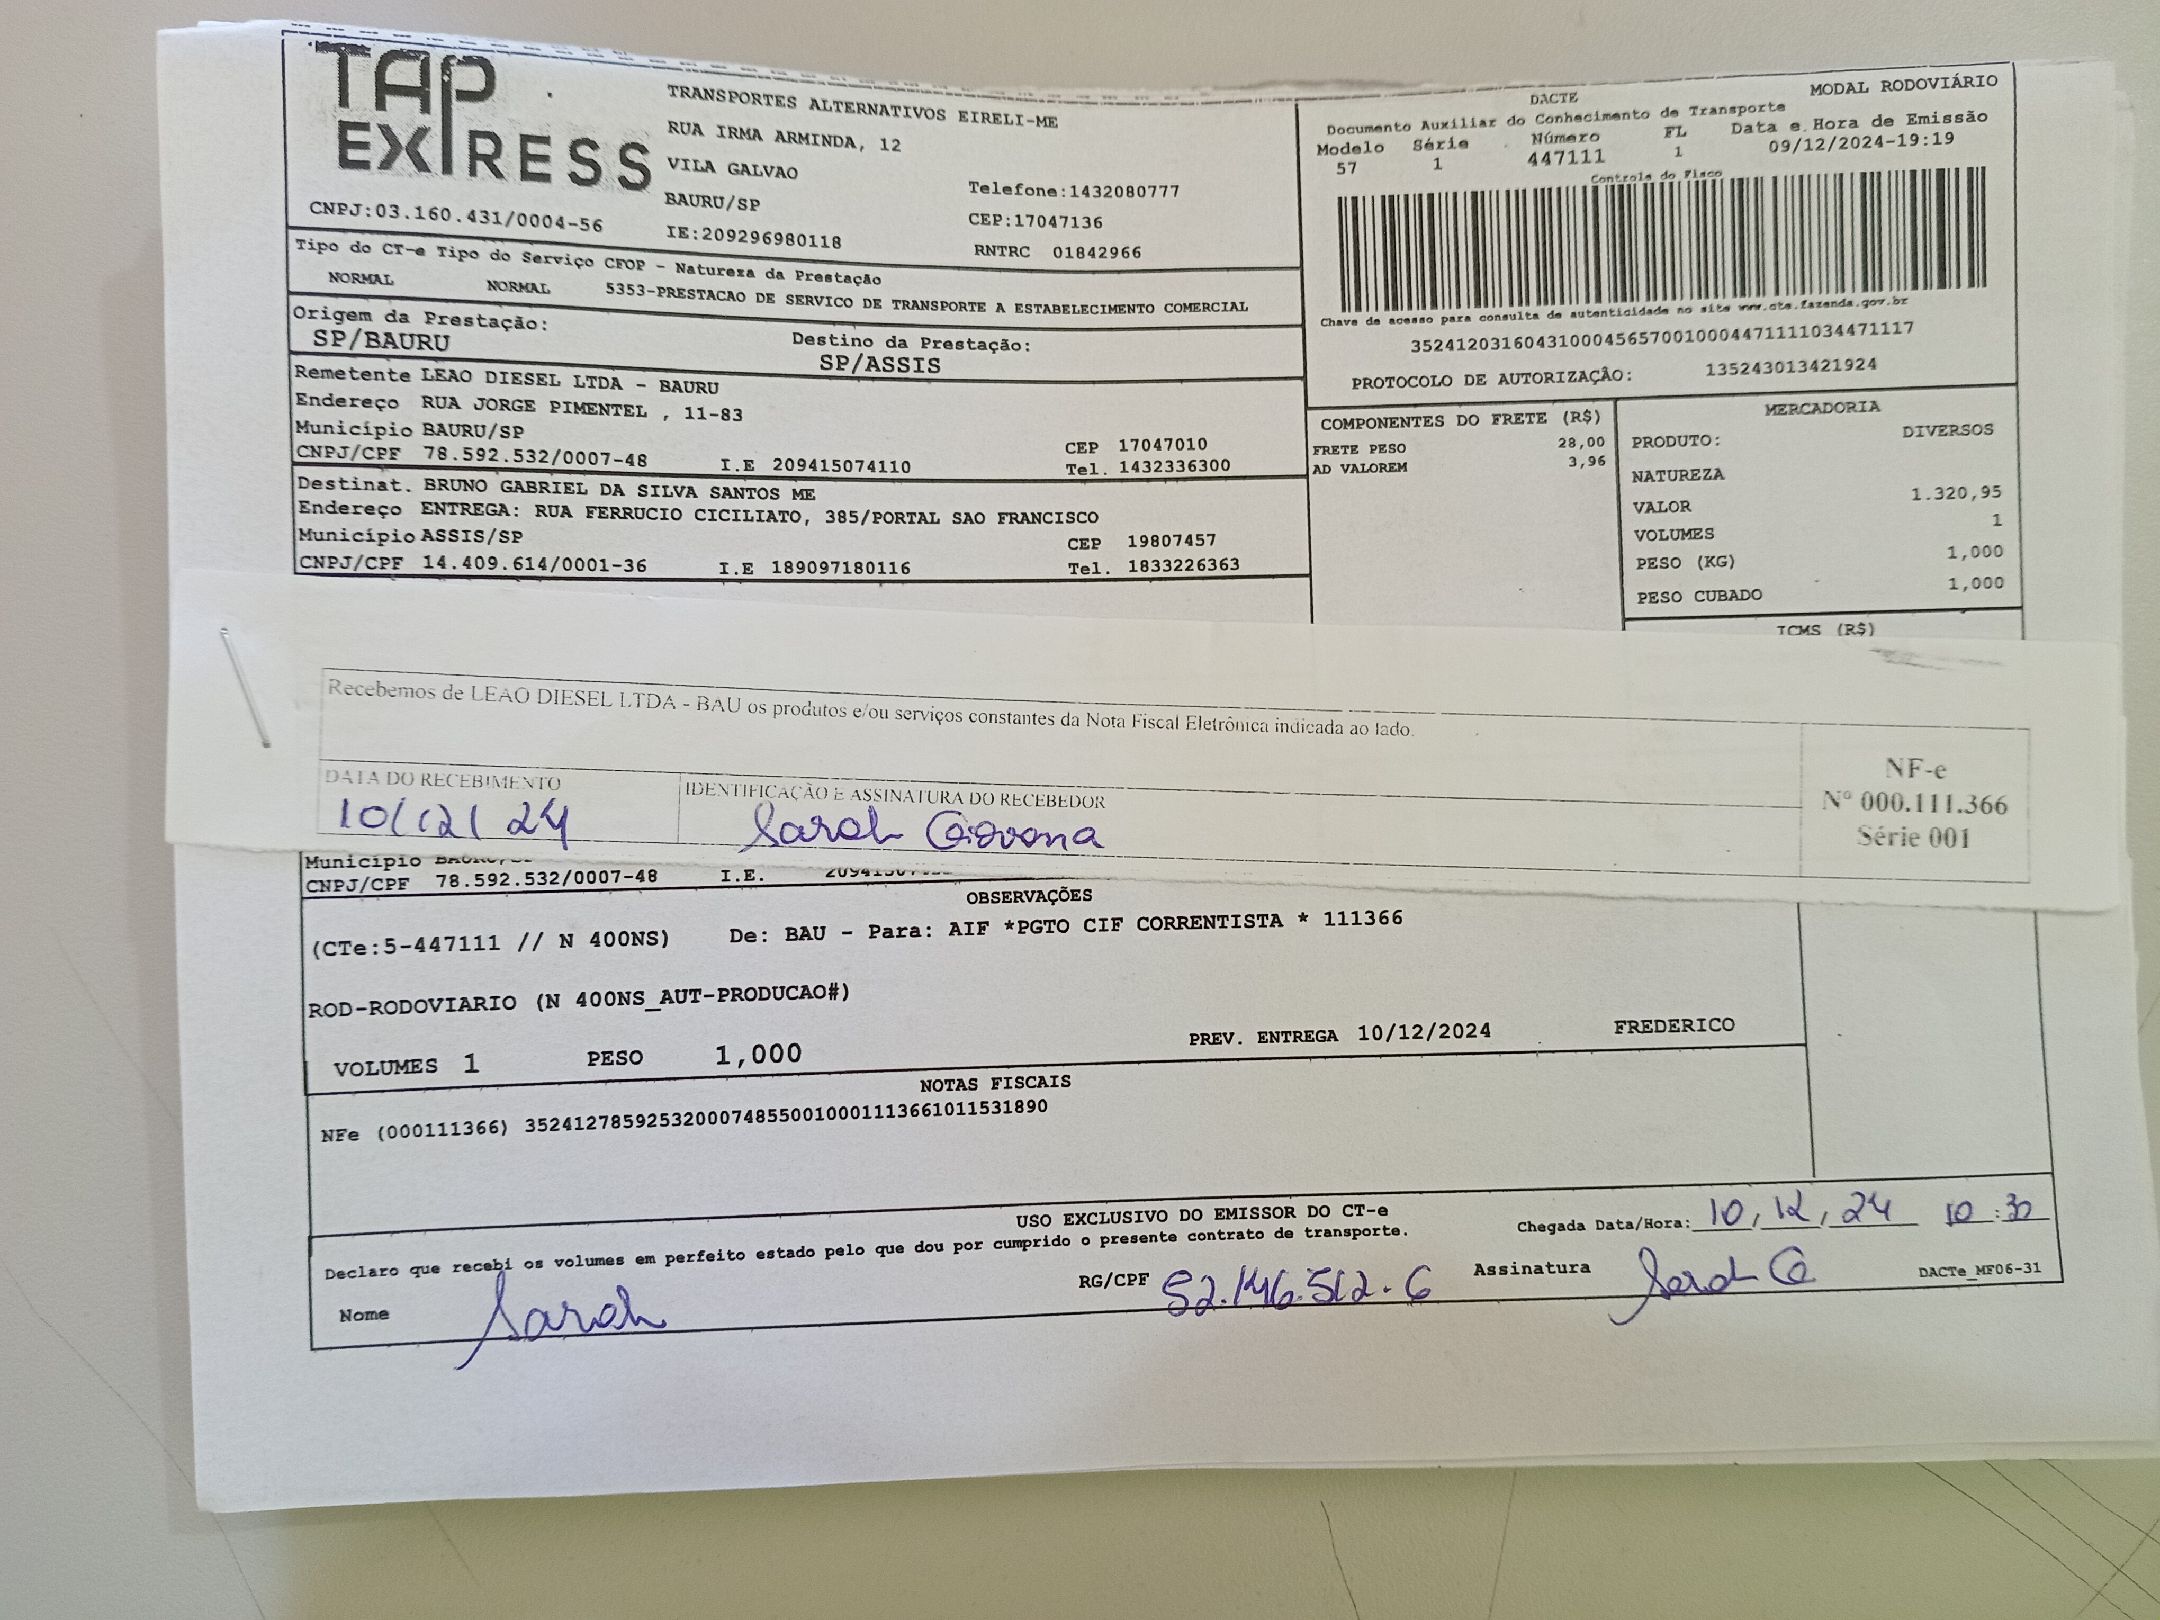 TAP EXPRESS
CNPJ:03.160.431/0004-56
TRANSPORTES ALTERNATIVOS EIRELI-ME
RUA IRMA ARMINDA, 12
VILA GALVAO
BAURU/SP
IE:209296980118
Telefone:1432080777
CEP:17047136
RNTRC 01842966
DACTE
MODAL RODOVIÁRIO
Documento Auxiliar do Conhecimento de Transporte
Modelo Série Número FL Data e Hora de Emissão
57 1 447111 1 09/12/2024-19:19
Controle do Fisco
Chave de acesso para consulta de autenticidade no site www.cte.fazenda.gov.br
35241203160431000456570010004471111034471117
PROTOCOLO DE AUTORIZAÇÃO: 135243013421924
Tipo do CT-e Tipo do Serviço CFOP - Natureza da Prestação
NORMAL NORMAL 5353-PRESTACAO DE SERVICO DE TRANSPORTE A ESTABELECIMENTO COMERCIAL
Origem da Prestação: Destino da Prestação:
SP/BAURU SP/ASSIS
Remetente LEAO DIESEL LTDA - BAURU
Endereço RUA JORGE PIMENTEL , 11-83
Município BAURU/SP CEP 17047010
CNPJ/CPF 78.592.532/0007-48 I.E 209415074110 Tel. 1432336300
Destinat. BRUNO GABRIEL DA SILVA SANTOS ME
Endereço ENTREGA: RUA FERRUCIO CICILIATO, 385/PORTAL SAO FRANCISCO
Município ASSIS/SP CEP 19807457
CNPJ/CPF 14.409.614/0001-36 I.E 189097180116 Tel. 1833226363
COMPONENTES DO FRETE (R$)
FRETE PESO 28,00
AD VALOREM 3,96
MERCADORIA
PRODUTO: DIVERSOS
NATUREZA
VALOR 1.320,95
VOLUMES 1
PESO (KG) 1,000
PESO CUBADO 1,000
ICMS (R$)
Recebemos de LEAO DIESEL LTDA - BAU os produtos e/ou serviços constantes da Nota Fiscal Eletrônica indicada ao lado.
DATA DO RECEBIMENTO IDENTIFICAÇÃO E ASSINATURA DO RECEBEDOR
10/12/24 Sarah Giovana
NF-e
Nº 000.111.366
Série 001
Município
CNPJ/CPF 78.592.532/0007-48 I.E.
OBSERVAÇÕES
(CTe:5-447111 // N 400NS) De: BAU - Para: AIF *PGTO CIF CORRENTISTA * 111366
ROD-RODOVIARIO (N 400NS_AUT-PRODUCAO#)
VOLUMES 1 PESO 1,000 PREV. ENTREGA 10/12/2024 FREDERICO
NOTAS FISCAIS
NFe (000111366) 35241278592532000748550010001113661011531890
USO EXCLUSIVO DO EMISSOR DO CT-e
Declaro que recebi os volumes em perfeito estado pelo que dou por cumprido o presente contrato de transporte.
Chegada Data/Hora: 10, 12, 24 10:30
Nome Sarah RG/CPF 52.146.512-6 Assinatura Sarah G
DACTe_MF06-31